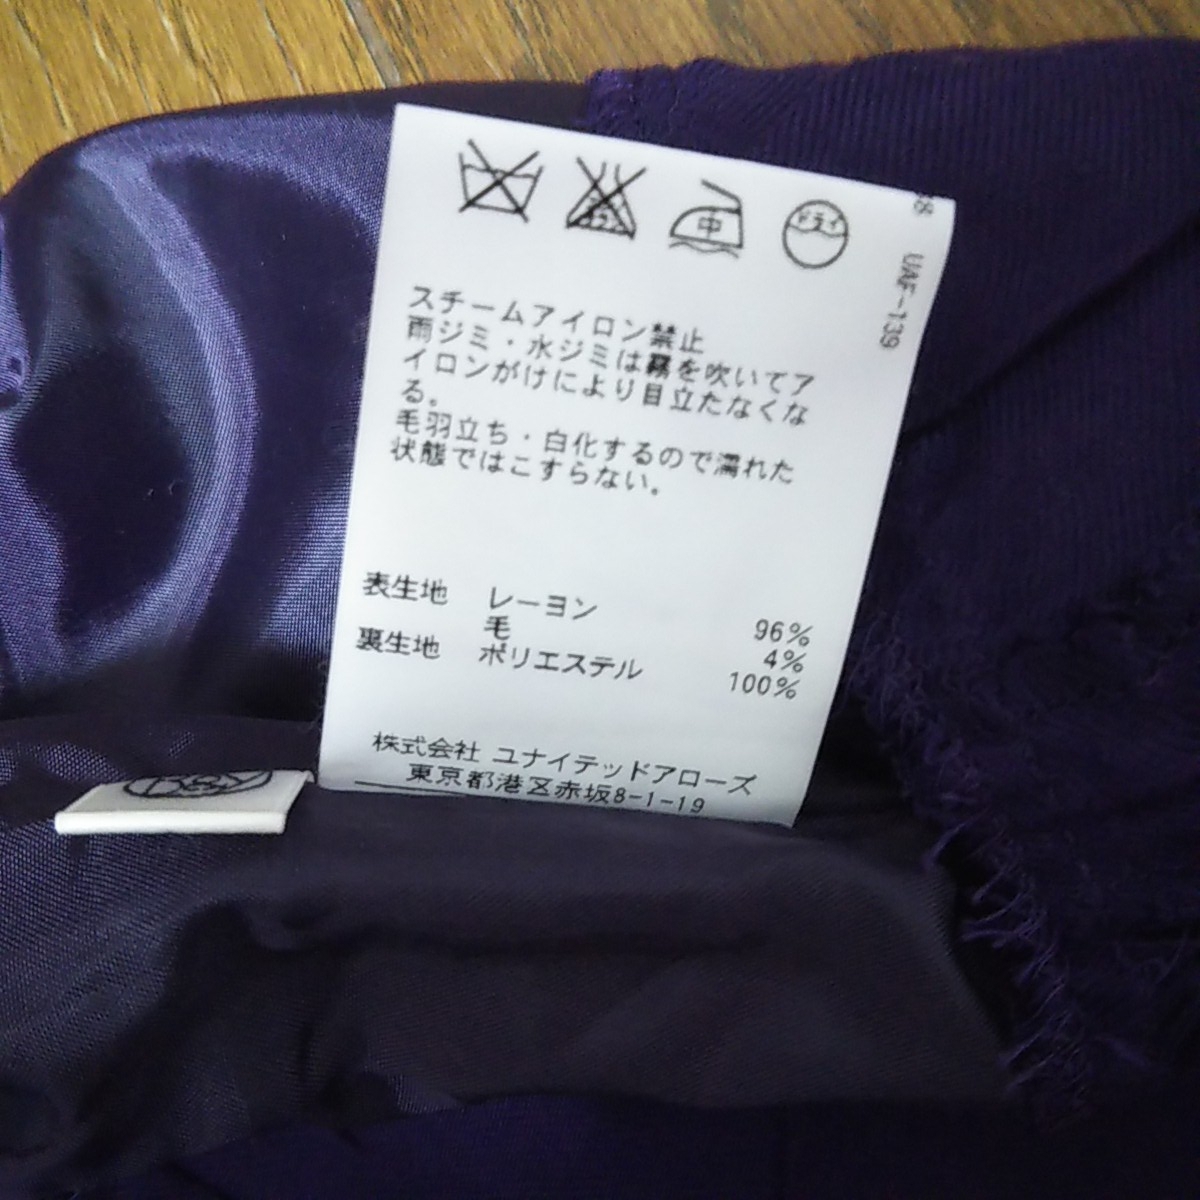 中
ドライ
スチームアイロン禁止
雨ジミ・水ジミは霧を吹いてア
イロンがけにより目立たなくな
る。
毛羽立ち・白化するので濡れた
状態ではこすらない。
表生地 レーヨン 96%
毛 4%
裏生地 ポリエステル 100%
株式会社 ユナイテッドアローズ
東京都港区赤坂8-1-19
UAF-139